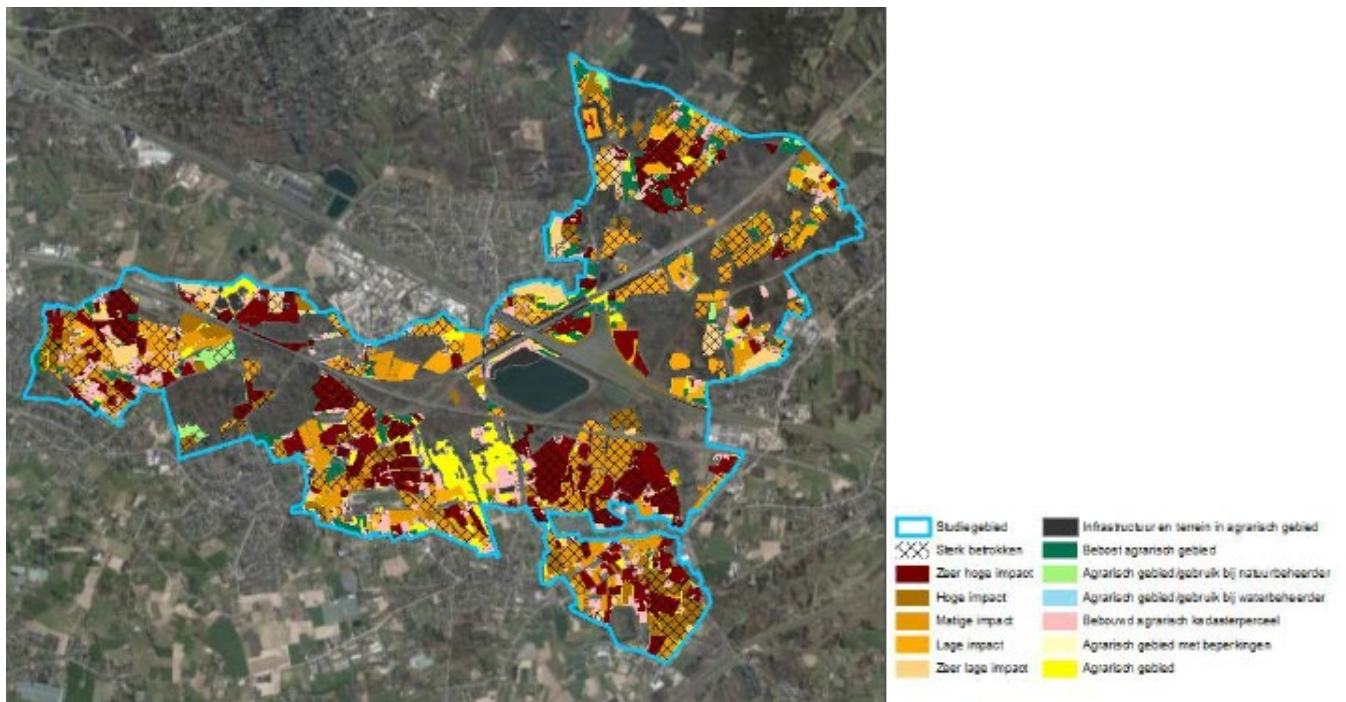 Studiegebied
Sterk betrokken
Zeer hoge impact
Hoge impact
Matige impact
Lage impact
Zeer lage impact
Infrastructuur en terrein in agrarisch gebied
Bebost agrarisch gebied
Agrarisch gebied/gebruik bij natuurbeheerder
Agrarisch gebied/gebruik bij waterbeheerder
Bebouwd agrarisch kadasterperceel
Agrarisch gebied met beperkingen
Agrarisch gebied